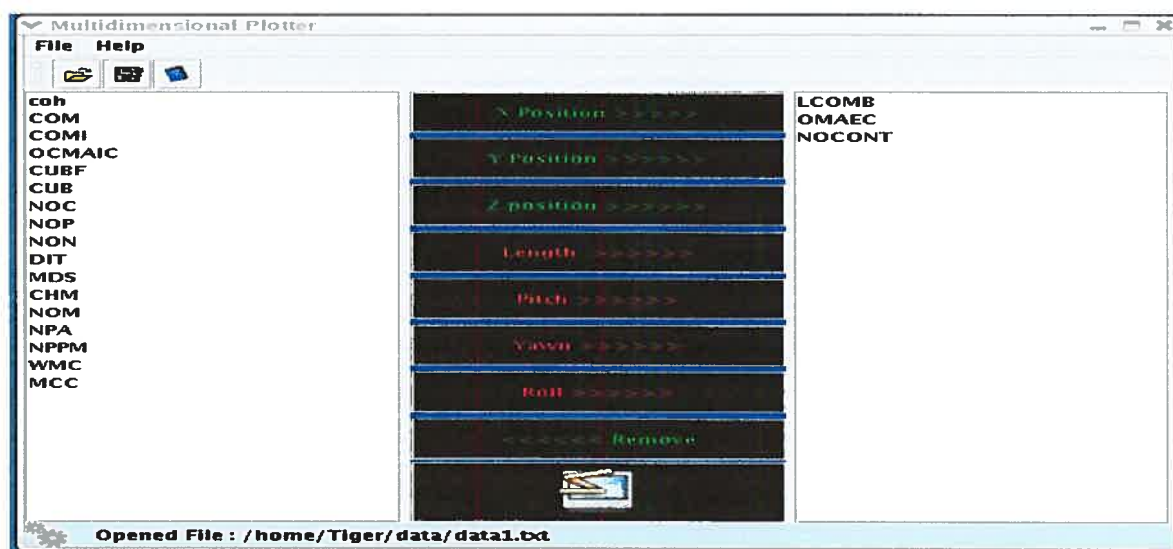 Multidimensional Plotter
File Help
coh
COM
COMI
OCMAIC
CUBF
CUB
NOC
NOP
NON
DIT
MDS
CHM
NOM
NPA
NPPM
WMC
MCC
X Position >>>>>
Y Position >>>>>>
Z position >>>>>>
Length >>>>>>
Pitch >>>>>>
Yawn >>>>>>
Roll >>>>>>
<<<<<< Remove
LCOMB
OMAEC
NOCONT
Opened File : /home/Tiger/data/data1.txt